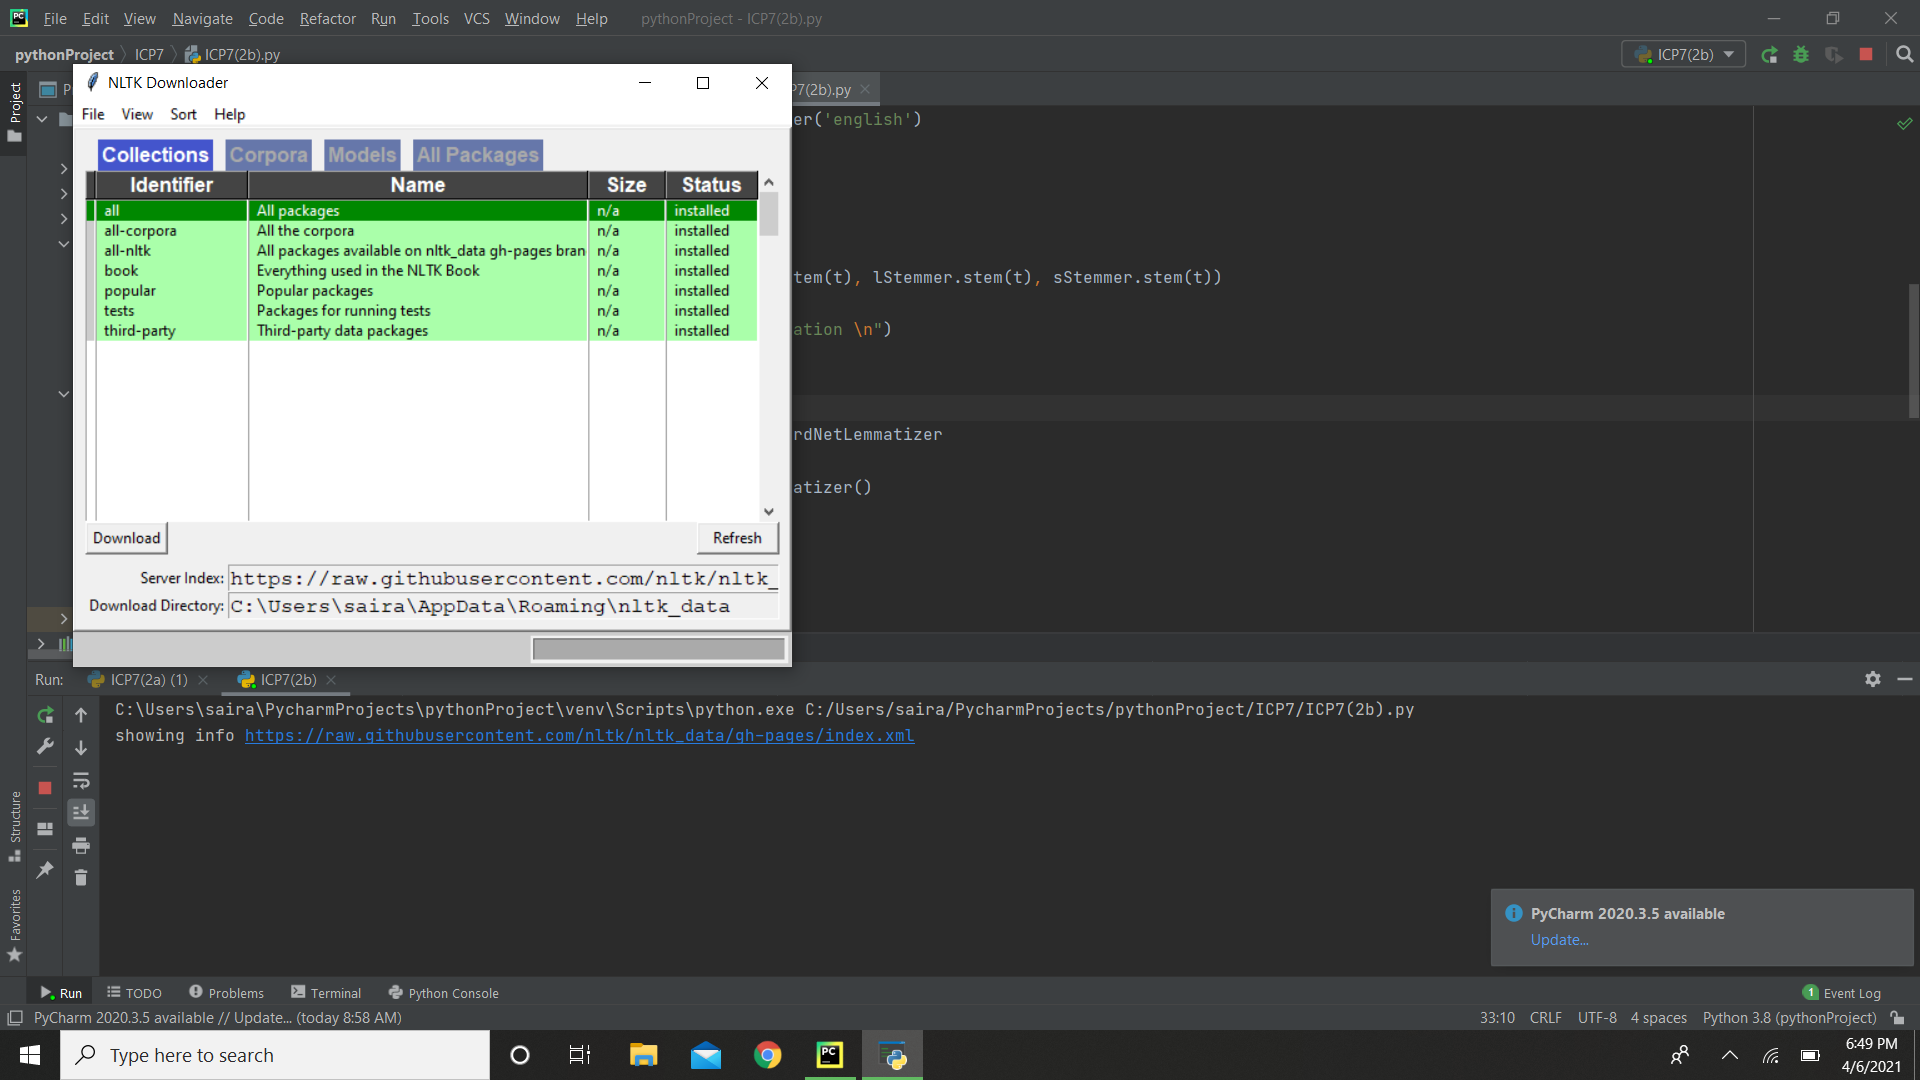 File Edit View Navigate Code Refactor Run Tools VCS Window Help pythonProject - ICP7(2b).py
pythonProject ICP7 ICP7(2b).py ICP7(2b)
NLTK Downloader
File View Sort Help
Collections Corpora Models All Packages
Identifier Name Size Status
all All packages n/a installed
all-corpora All the corpora n/a installed
all-nltk All packages available on nltk_data gh-pages bran n/a installed
book Everything used in the NLTK Book n/a installed
popular Popular packages n/a installed
tests Packages for running tests n/a installed
third-party Third-party data packages n/a installed
Download Refresh
Server Index: https://raw.githubusercontent.com/nltk/nltk_
Download Directory: C:\Users\saira\AppData\Roaming\nltk_data
Project
P
P7(2b).py
er('english')
tem(t), lStemmer.stem(t), sStemmer.stem(t))
ation \n")
rdNetLemmatizer
atizer()
Run: ICP7(2a) (1) ICP7(2b)
C:\Users\saira\PycharmProjects\pythonProject\venv\Scripts\python.exe C:/Users/saira/PycharmProjects/pythonProject/ICP7/ICP7(2b).py
showing info https://raw.githubusercontent.com/nltk/nltk_data/gh-pages/index.xml
Structure
Favorites
PyCharm 2020.3.5 available
Update...
Run TODO Problems Terminal Python Console 1 Event Log
PyCharm 2020.3.5 available // Update... (today 8:58 AM) 33:10 CRLF UTF-8 4 spaces Python 3.8 (pythonProject)
Type here to search
PC
6:49 PM
4/6/2021